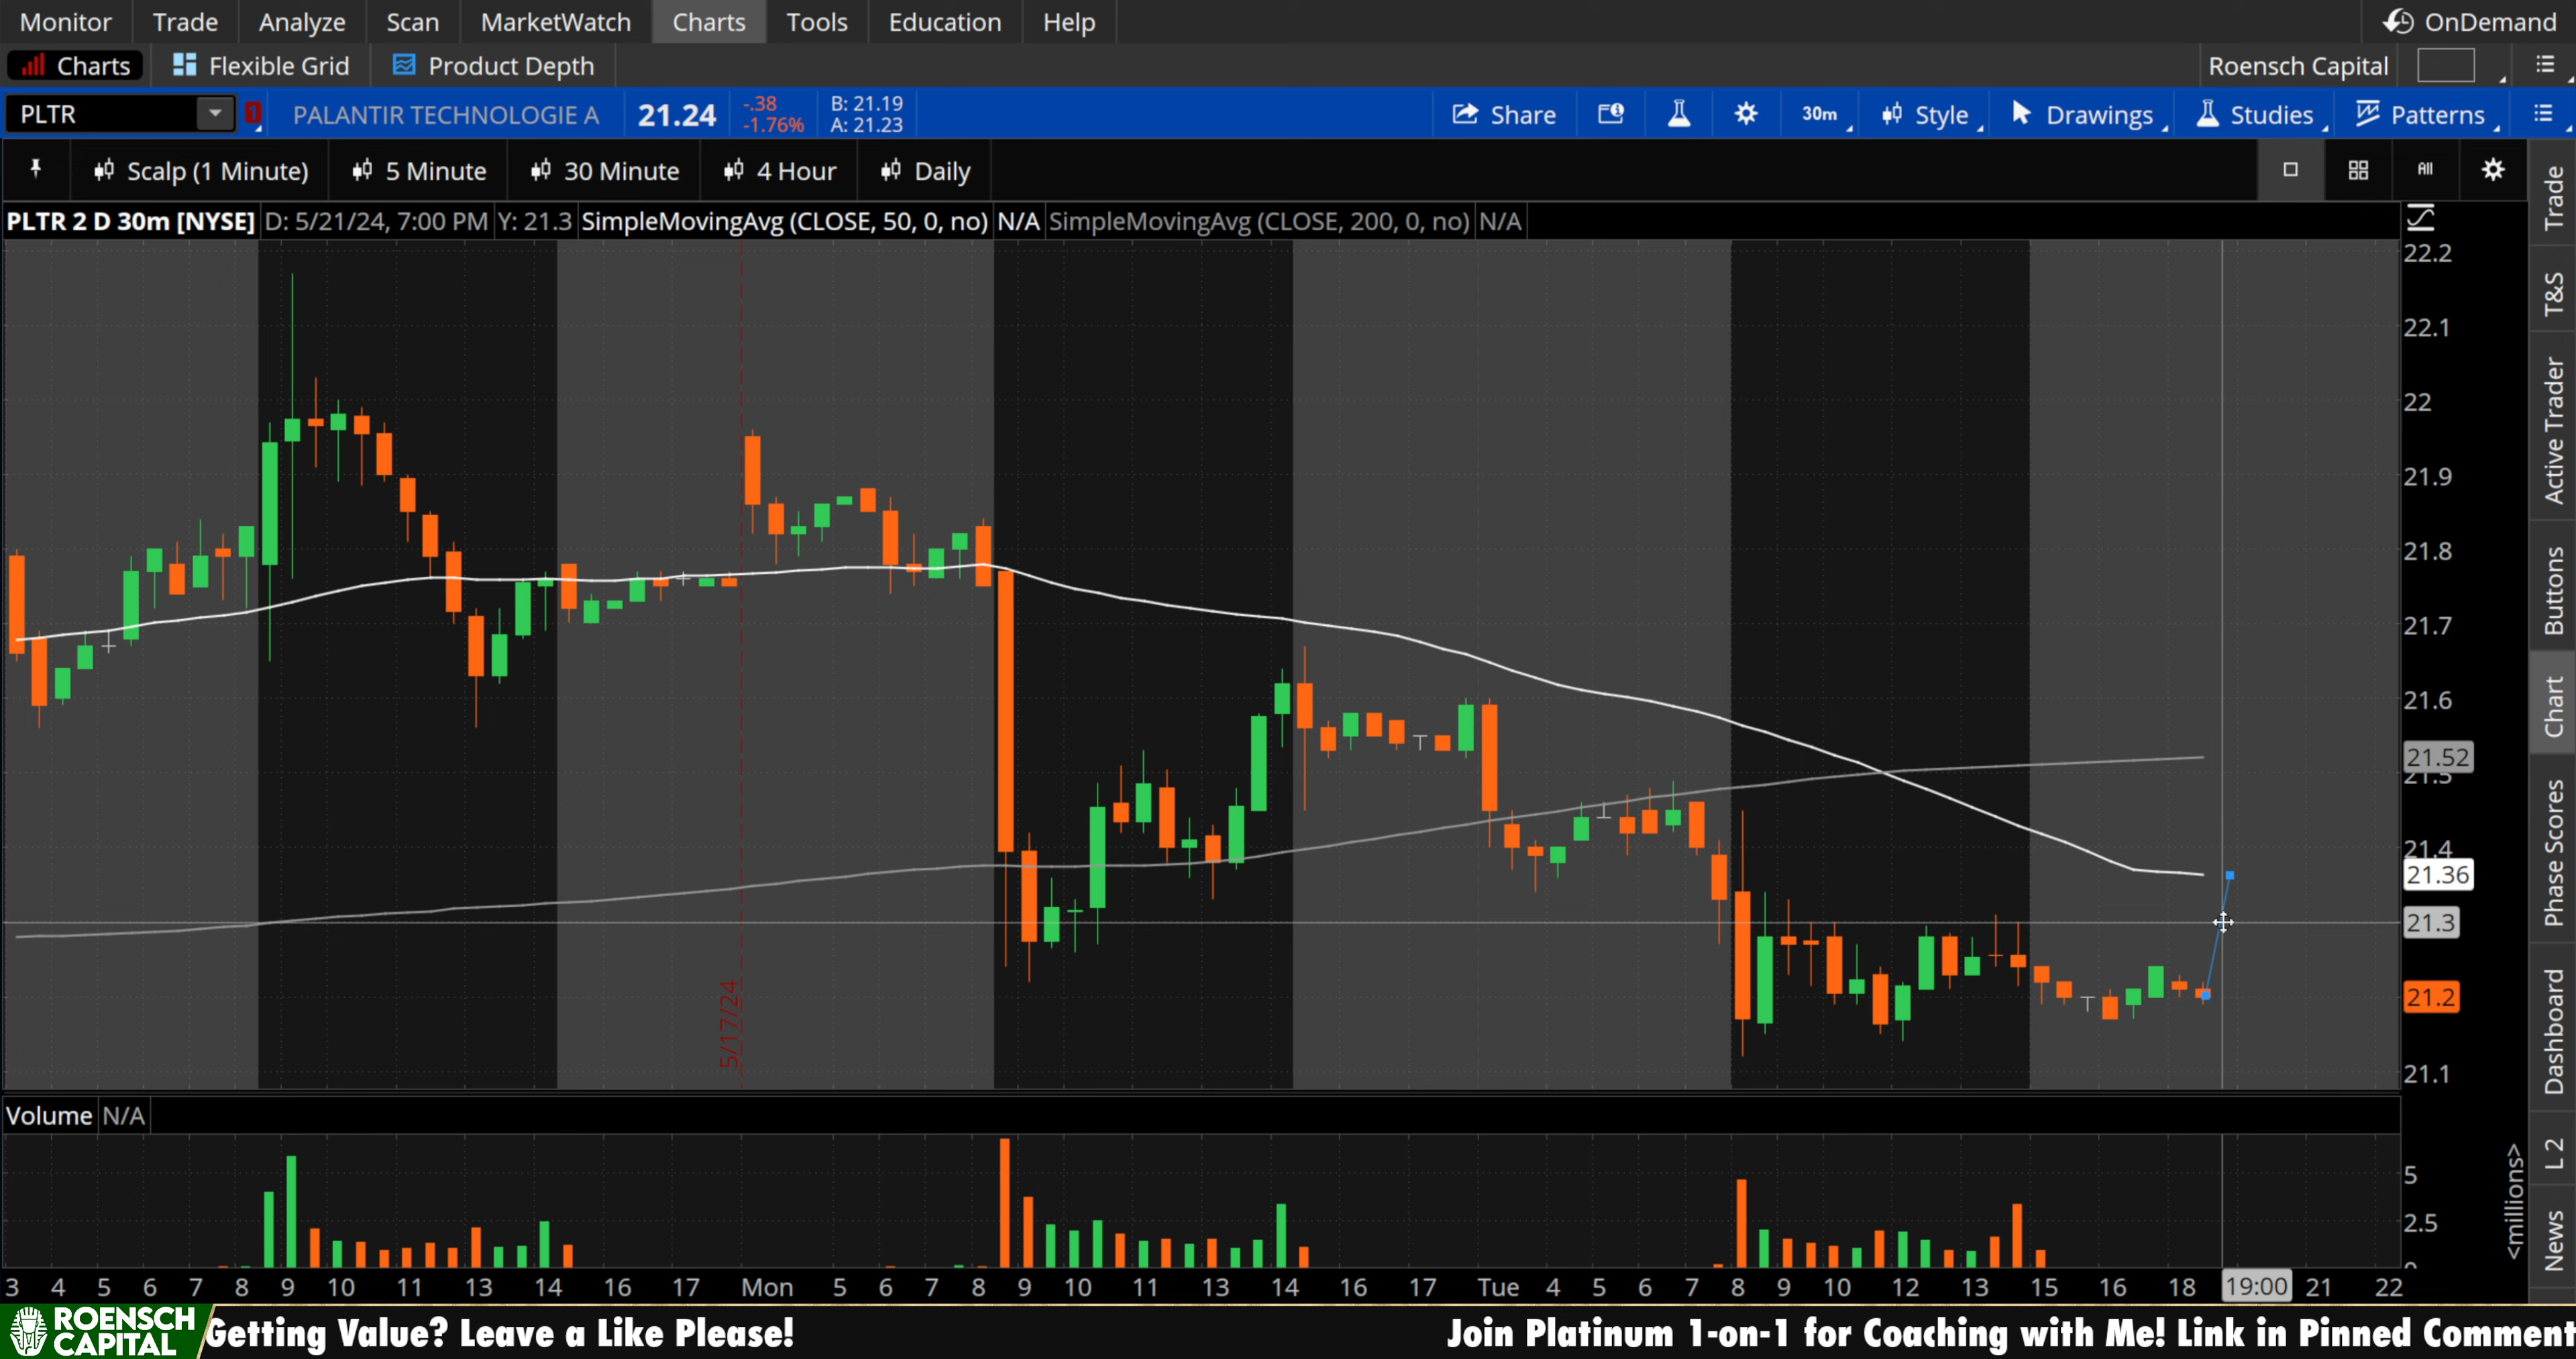 Monitor Trade Analyze Scan MarketWatch Charts Tools Education Help OnDemand
Charts Flexible Grid Product Depth Roensch Capital
PLTR 1 PALANTIR TECHNOLOGIE A 21.24 -.38 B: 21.19 Share 30m Style Drawings Studies Patterns
-1.76% A: 21.23
Scalp (1 Minute) 5 Minute 30 Minute 4 Hour Daily All
PLTR 2 D 30m [NYSE] D: 5/21/24, 7:00 PM Y: 21.3 SimpleMovingAvg (CLOSE, 50, 0, no) N/A SimpleMovingAvg (CLOSE, 200, 0, no) N/A
22.2
22.1
22
21.9
21.8
21.7
21.6
21.52
21.5
21.4
21.36
21.3
21.2
21.1
5/17/24
Volume N/A
5
2.5
0
<millions>
3 4 5 6 7 8 9 10 11 13 14 16 17 Mon 5 6 7 8 9 10 11 13 14 16 17 Tue 4 5 6 7 8 9 10 12 13 15 16 18 19:00 21 22
Trade
T&S
Active Trader
Buttons
Chart
Phase Scores
Dashboard
L 2
News
ROENSCH
CAPITAL
Getting Value? Leave a Like Please! Join Platinum 1-on-1 for Coaching with Me! Link in Pinned Comment